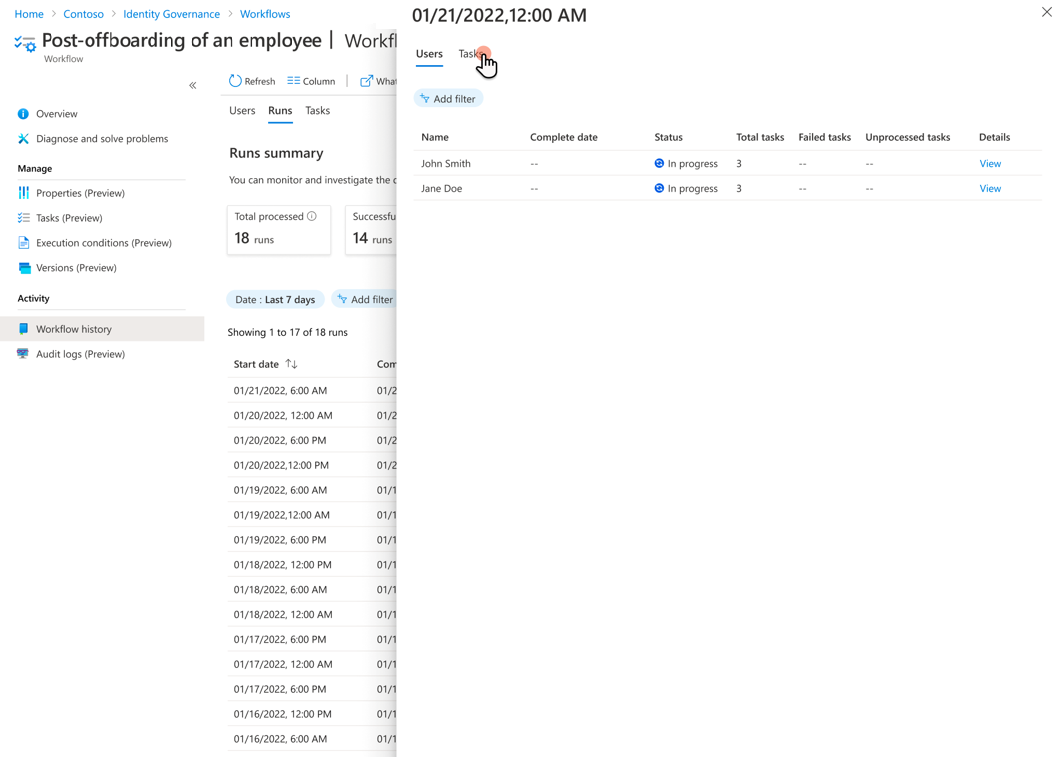 Home > Contoso > Identity Governance > Workflows
Post-offboarding of an employee | Workfl
Workflow
«
Overview
Diagnose and solve problems
Manage
Properties (Preview)
Tasks (Preview)
Execution conditions (Preview)
Versions (Preview)
Activity
Workflow history
Audit logs (Preview)
Refresh Column | What
Users Runs Tasks
Runs summary
You can monitor and investigate the c
Total processed
18 runs
Successfu
14 runs
Date : Last 7 days Add filter
Showing 1 to 17 of 18 runs
Start date ↑↓ Com
01/21/2022, 6:00 AM 01/2
01/20/2022, 12:00 AM 01/2
01/20/2022, 6:00 PM 01/2
01/20/2022,12:00 PM 01/2
01/19/2022, 6:00 AM 01/1
01/19/2022,12:00 AM 01/1
01/19/2022, 6:00 PM 01/1
01/18/2022, 12:00 PM 01/1
01/18/2022, 6:00 AM 01/1
01/18/2022, 12:00 AM 01/1
01/17/2022, 6:00 PM 01/1
01/17/2022, 12:00 AM 01/1
01/17/2022, 6:00 PM 01/1
01/16/2022, 12:00 PM 01/1
01/16/2022, 6:00 AM 01/1
01/21/2022,12:00 AM
Users Tasks
Add filter
Name Complete date Status Total tasks Failed tasks Unprocessed tasks Details
John Smith -- In progress 3 -- -- View
Jane Doe -- In progress 3 -- -- View